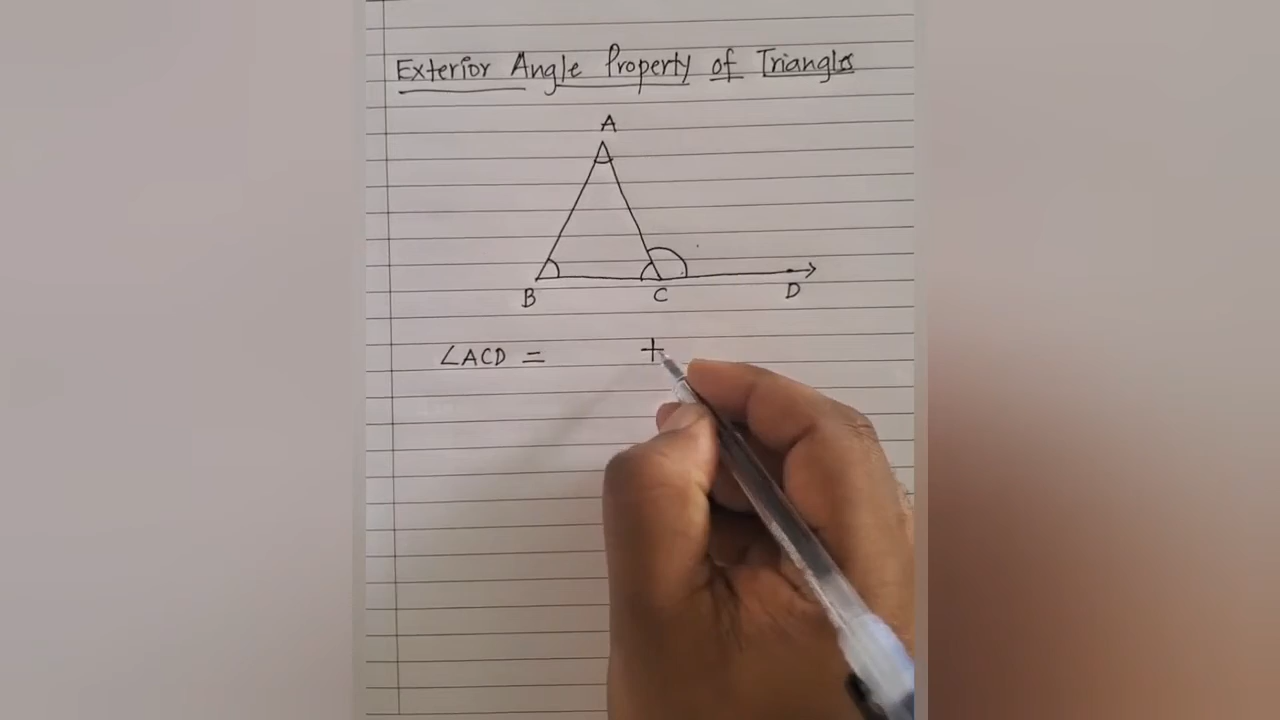 Exterior Angle Property of Triangles
A
B C D
∠ACD = +